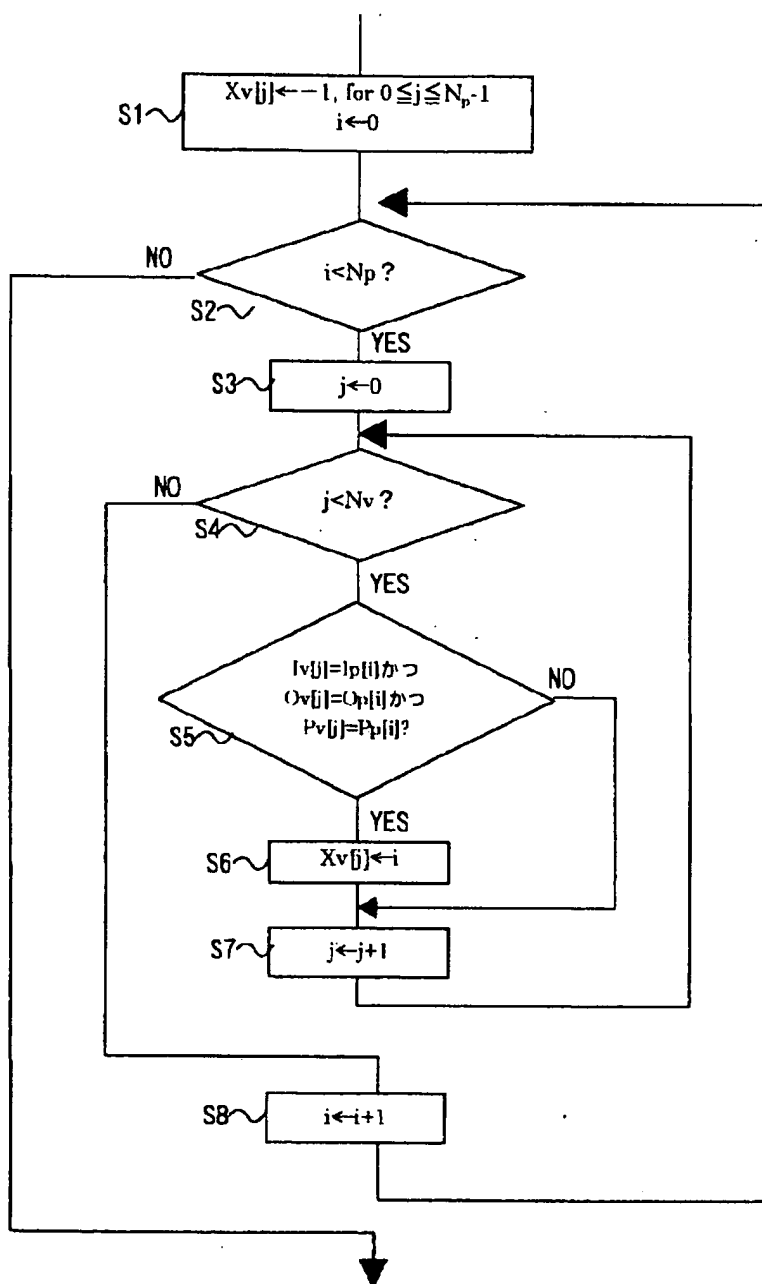 S1
Xv[j]←−1, for 0≦j≦Np-1
i←0
NO
i<Np?
S2
YES
S3
j←0
NO
j<Nv?
S4
YES
Iv[j]=Ip[i]かつ
Ov[j]=Op[i]かつ
Pv[j]=Pp[i]?
NO
S5
YES
S6
Xv[j]←i
S7
j←j+1
S8
i←i+1